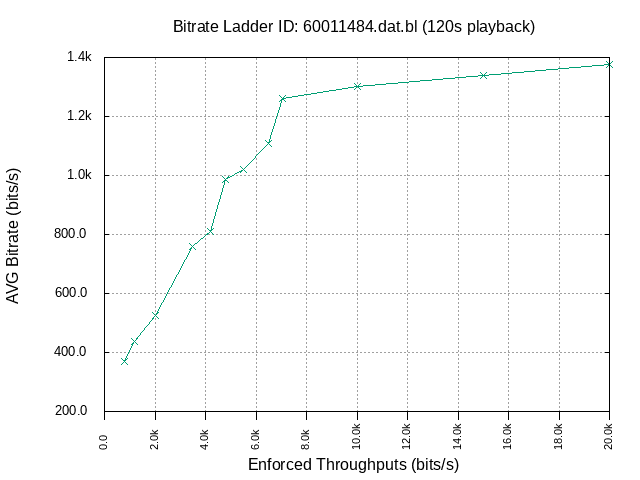 Bitrate Ladder ID: 60011484.dat.bl (120s playback)
1.4k
1.2k
1.0k
800.0
600.0
400.0
200.0
AVG Bitrate (bits/s)
0.0
2.0k
4.0k
6.0k
8.0k
10.0k
12.0k
14.0k
16.0k
18.0k
20.0k
Enforced Throughputs (bits/s)